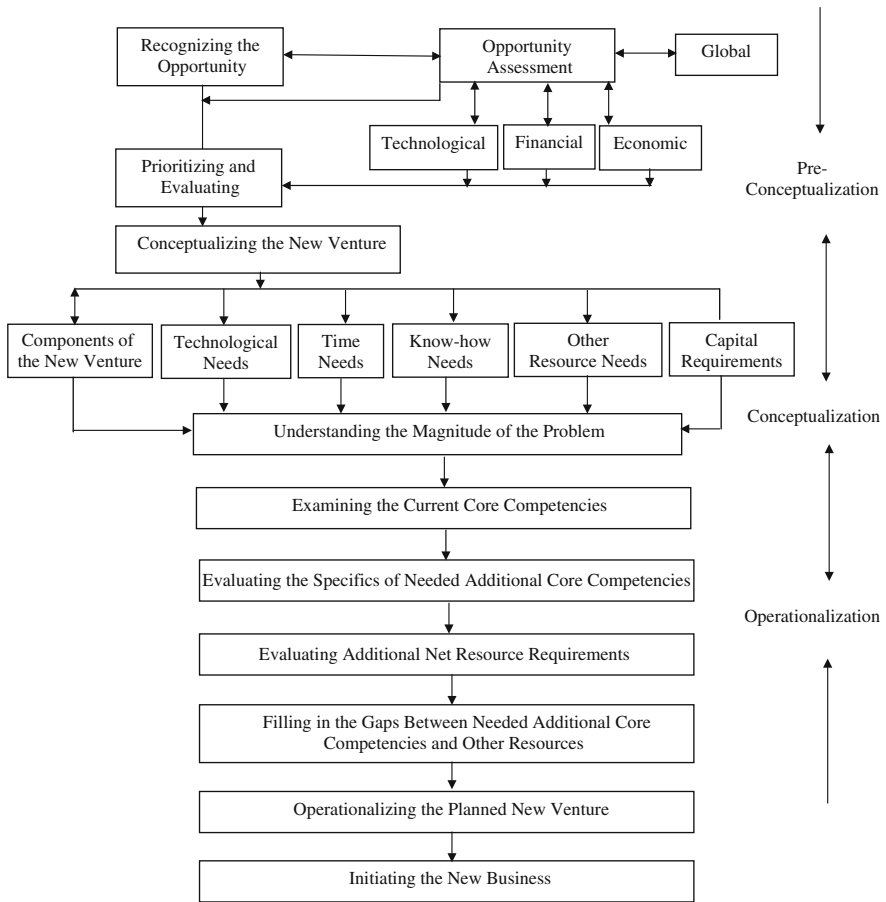 Recognizing the
Opportunity
Opportunity
Assessment
Global
Technological
Financial
Economic
Prioritizing and
Evaluating
Pre-
Conceptualization
Conceptualizing the New Venture
Components of
the New Venture
Technological
Needs
Time
Needs
Know-how
Needs
Other
Resource Needs
Capital
Requirements
Understanding the Magnitude of the Problem
Conceptualization
Examining the Current Core Competencies
Evaluating the Specifics of Needed Additional Core Competencies
Operationalization
Evaluating Additional Net Resource Requirements
Filling in the Gaps Between Needed Additional Core
Competencies and Other Resources
Operationalizing the Planned New Venture
Initiating the New Business